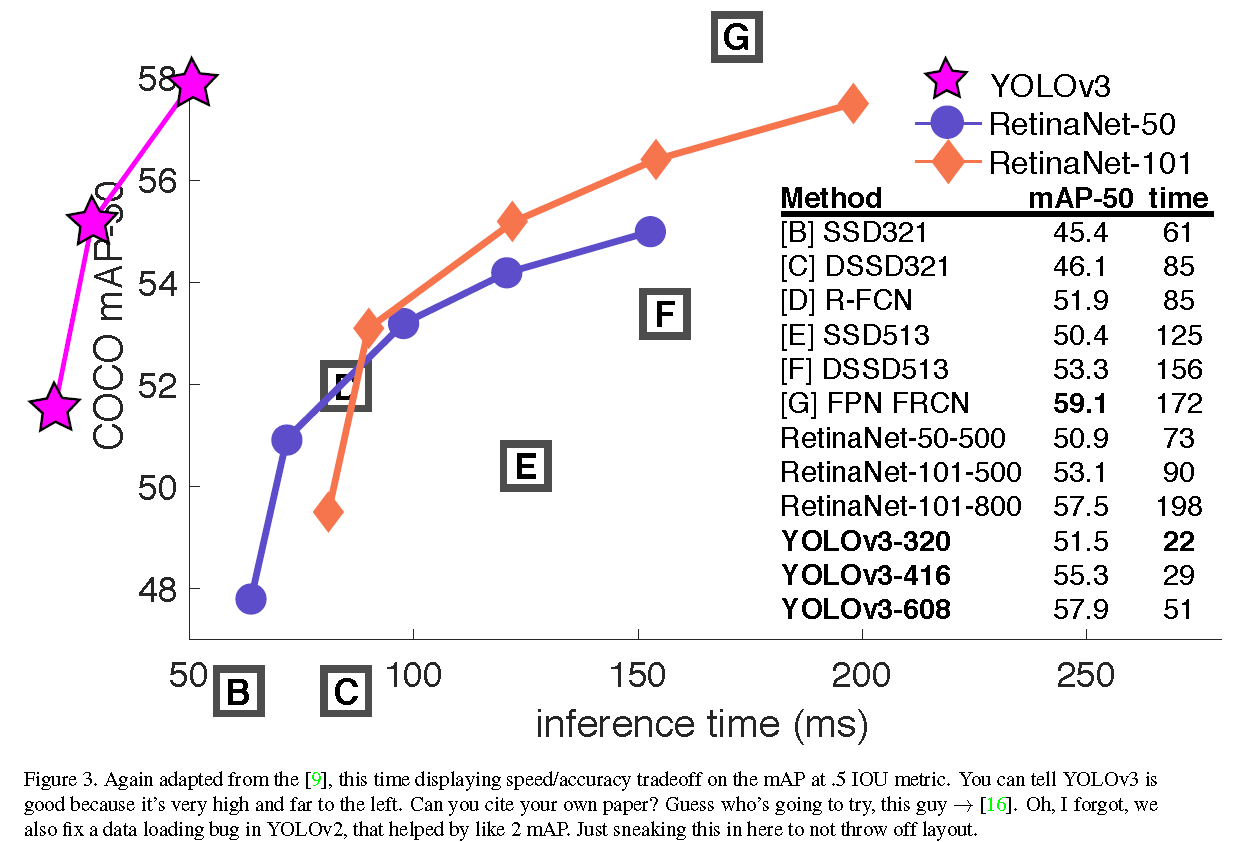 G
58
56
54
52
50
48
COCO mAP-50
D
F
E
B
C
50
100
150
200
250
inference time (ms)
YOLOv3
RetinaNet-50
RetinaNet-101
Method mAP-50 time
[B] SSD321 45.4 61
[C] DSSD321 46.1 85
[D] R-FCN 51.9 85
[E] SSD513 50.4 125
[F] DSSD513 53.3 156
[G] FPN FRCN 59.1 172
RetinaNet-50-500 50.9 73
RetinaNet-101-500 53.1 90
RetinaNet-101-800 57.5 198
YOLOv3-320 51.5 22
YOLOv3-416 55.3 29
YOLOv3-608 57.9 51
Figure 3. Again adapted from the [9], this time displaying speed/accuracy tradeoff on the mAP at .5 IOU metric. You can tell YOLOv3 is
good because it's very high and far to the left. Can you cite your own paper? Guess who's going to try, this guy → [16]. Oh, I forgot, we
also fix a data loading bug in YOLOv2, that helped by like 2 mAP. Just sneaking this in here to not throw off layout.